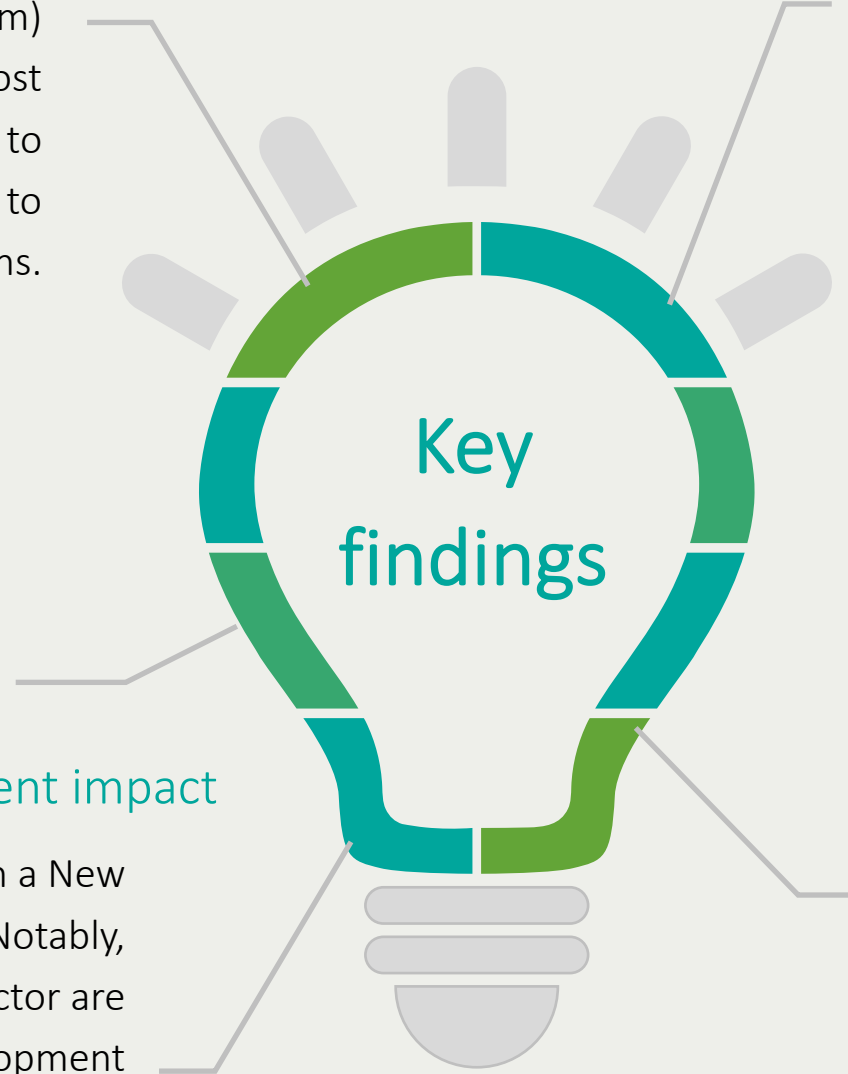 m)
ost
to
to
ns.
Key
findings
ent impact
n a New
Notably,
ctor are
opment